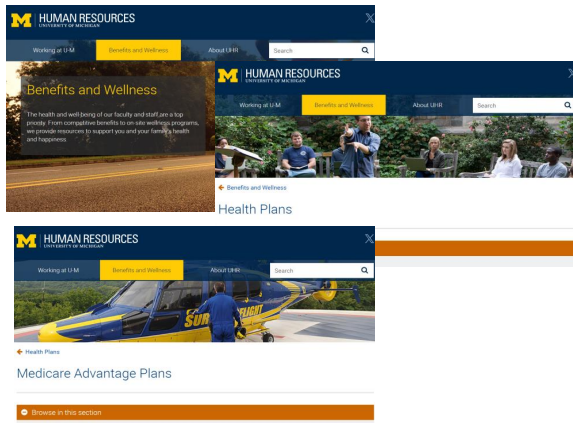 HUMAN RESOURCES
UNIVERSITY OF MICHIGAN
Working at U-M Benefits and Wellness About UHR Search
Benefits and Wellness
The health and well-being of our faculty and staff are a top
priority. From competitive benefits to on-site wellness programs,
we provide resources to support you and your family's health
and happiness.
HUMAN RESOURCES
UNIVERSITY OF MICHIGAN
Working at U-M Benefits and Wellness About UHR Search
Benefits and Wellness
Health Plans
HUMAN RESOURCES
UNIVERSITY OF MICHIGAN
Working at U-M Benefits and Wellness About UHR Search
FLIGHT
Health Plans
Medicare Advantage Plans
Browse in this section